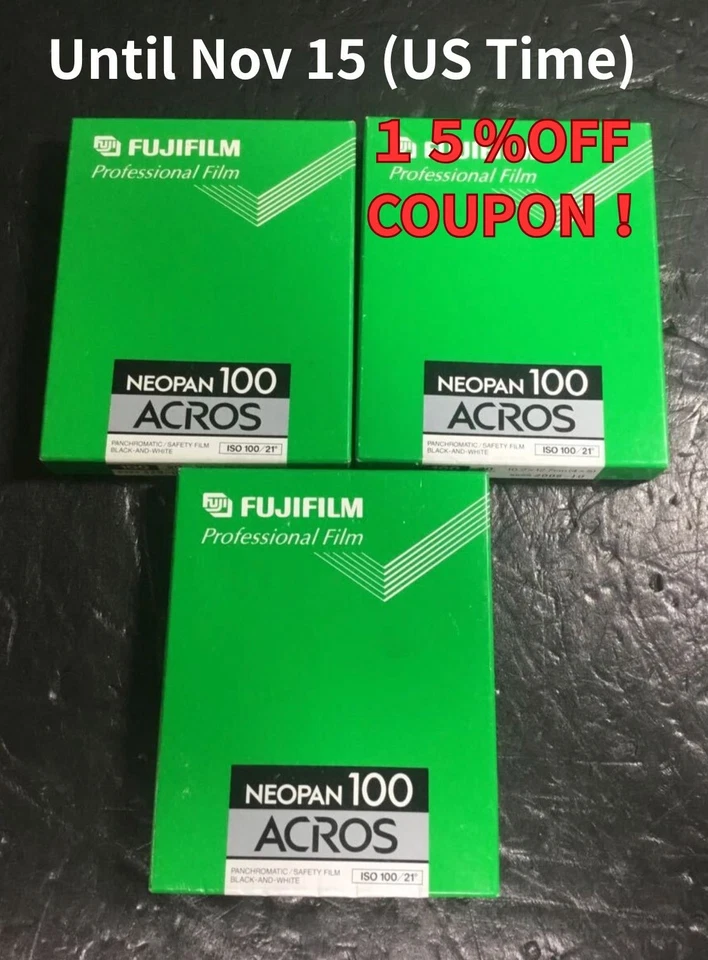 Until Nov 15 (US Time)
FUJIFILM
Professional Film
NEOPAN 100
ACROS
PANCHROMATIC/SAFETY FILM
BLACK-AND-WHITE
ISO 100/21°
１５%OFF
COUPON！
FUJIFILM
Professional Film
NEOPAN 100
ACROS
PANCHROMATIC/SAFETY FILM
BLACK-AND-WHITE
ISO 100/21°
FUJIFILM
Professional Film
NEOPAN 100
ACROS
PANCHROMATIC/SAFETY FILM
BLACK-AND-WHITE
ISO 100/21°